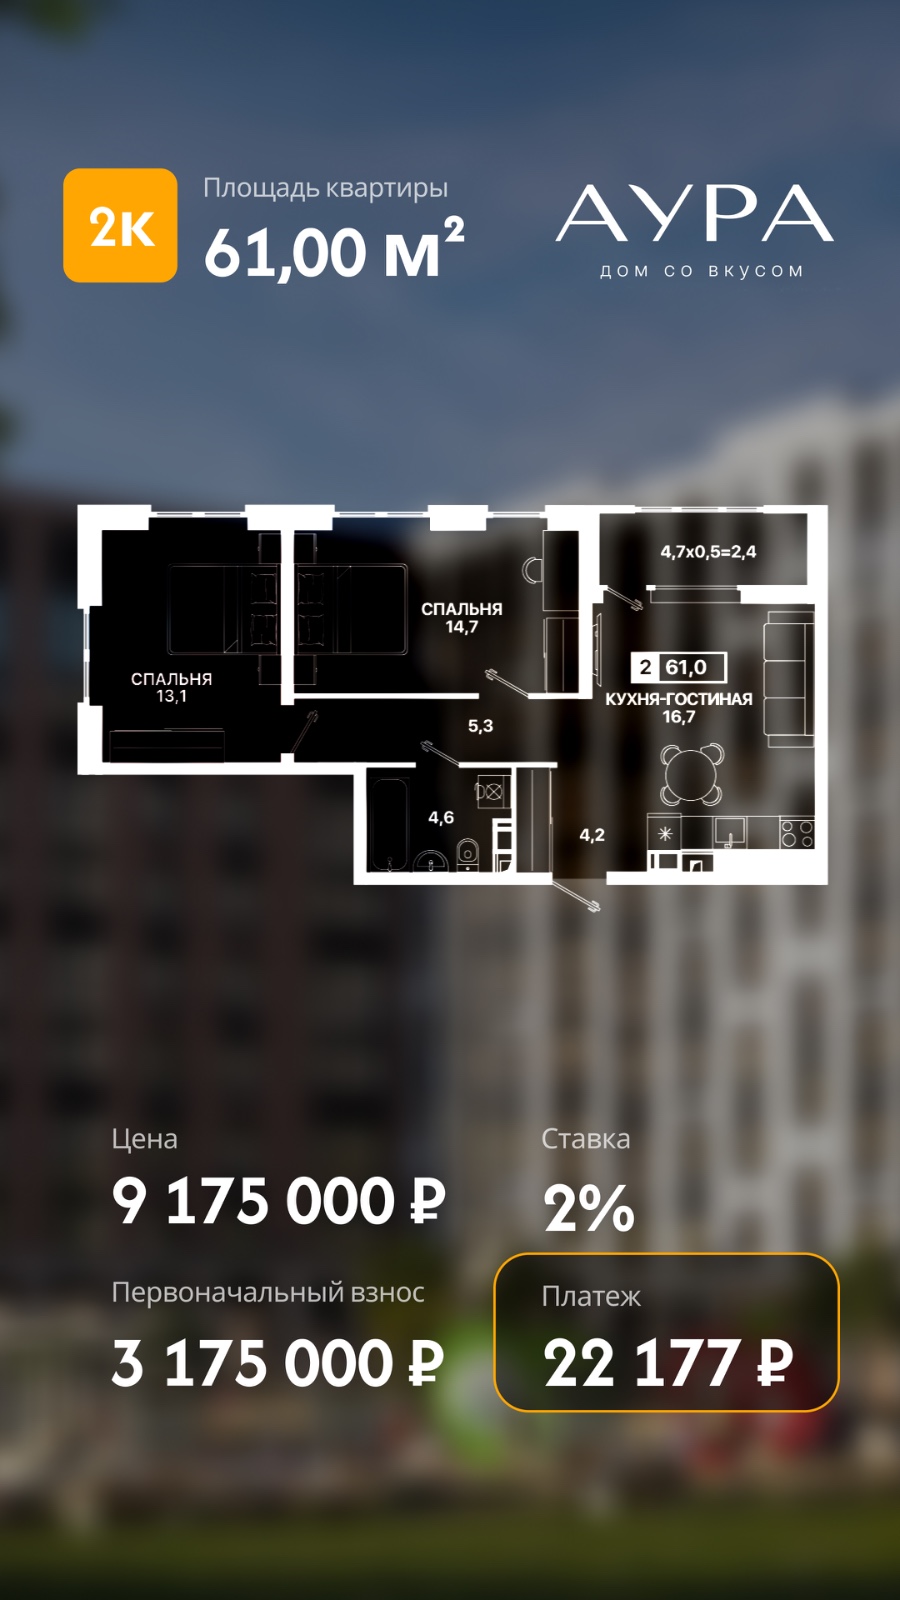 2к
Площадь квартиры
61,00 м²
АУРА
дом со вкусом
4,7х0,5=2,4
СПАЛЬНЯ
14,7
2 61,0
СПАЛЬНЯ
13,1
КУХНЯ-ГОСТИНАЯ
16,7
5,3
4,6
4,2
Цена
9 175 000 ₽
Ставка
2%
Первоначальный взнос
3 175 000 ₽
Платеж
22 177 ₽